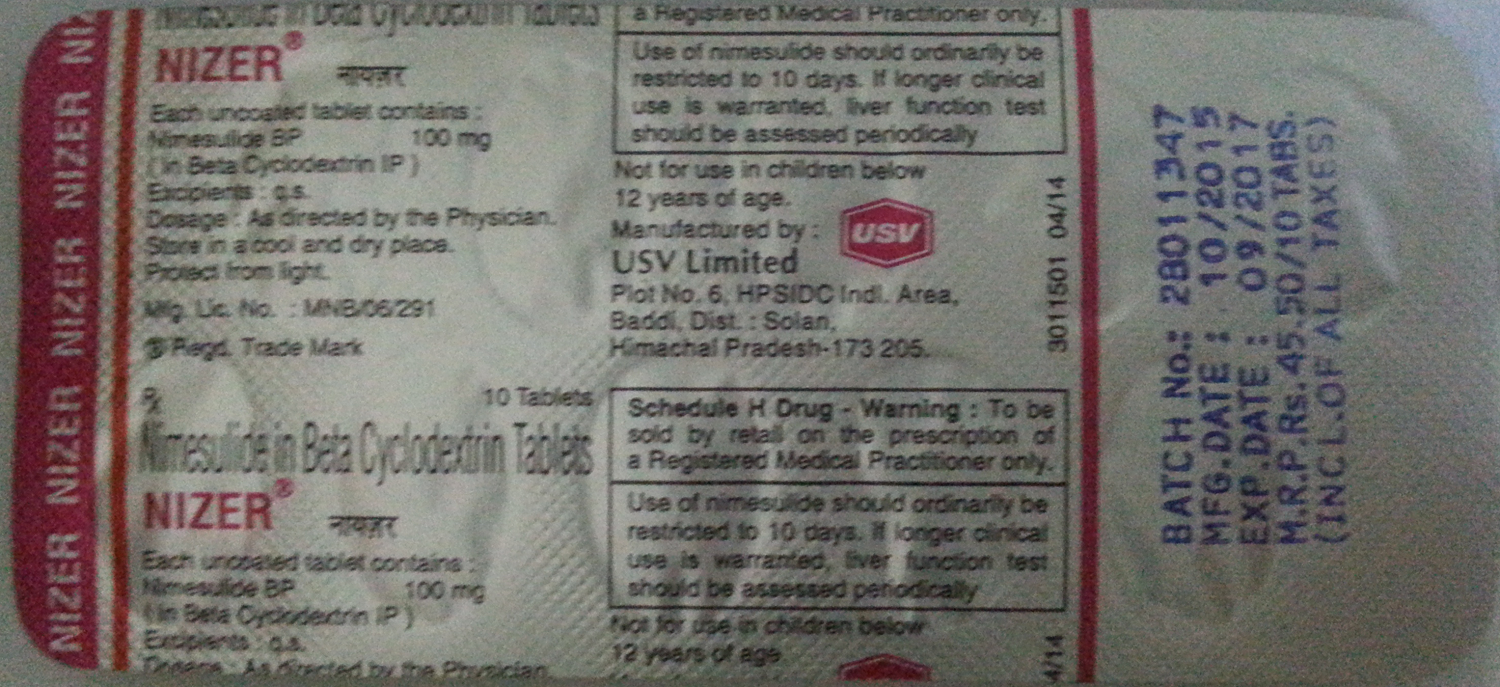 NIZER NIZER NIZER NIZER NIZER NIZ
Nimesulide in Beta Cyclodextrin Tablets
NIZER®
नायज़र
Each uncoated tablet contains :
Nimesulide BP 100 mg
( in Beta Cyclodextrin IP )
Excipients : q.s.
Dosage : As directed by the Physician.
Store in a cool and dry place.
Protect from light.
Mfg. Lic. No. : MNB/06/291
® Regd. Trade Mark
Rx 10 Tablets
Nimesulide in Beta Cyclodextrin Tablets
NIZER®
नायज़र
Each uncoated tablet contains :
Nimesulide BP 100 mg
( in Beta Cyclodextrin IP )
Excipients : q.s.
Dosage : As directed by the Physician.
a Registered Medical Practitioner only.
Use of nimesulide should ordinarily be
restricted to 10 days. If longer clinical
use is warranted, liver function test
should be assessed periodically
Not for use in children below
12 years of age.
Manufactured by :
USV
USV Limited
Plot No. 6, HPSIDC Indl. Area,
Baddi, Dist. : Solan,
Himachal Pradesh-173 205.
Schedule H Drug - Warning : To be
sold by retail on the prescription of
a Registered Medical Practitioner only.
Use of nimesulide should ordinarily be
restricted to 10 days. If longer clinical
use is warranted, liver function test
should be assessed periodically
Not for use in children below
12 years of age
3011501 04/14
4/14
BATCH No.: 28011347
MFG.DATE : 10/2015
EXP.DATE : 09/2017
M.R.P.Rs.45.50/10 TABS.
(INCL.OF ALL TAXES)